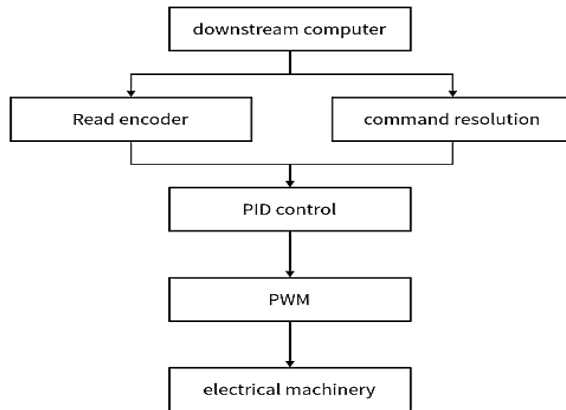 downstream computer
Read encoder
command resolution
PID control
PWM
electrical machinery